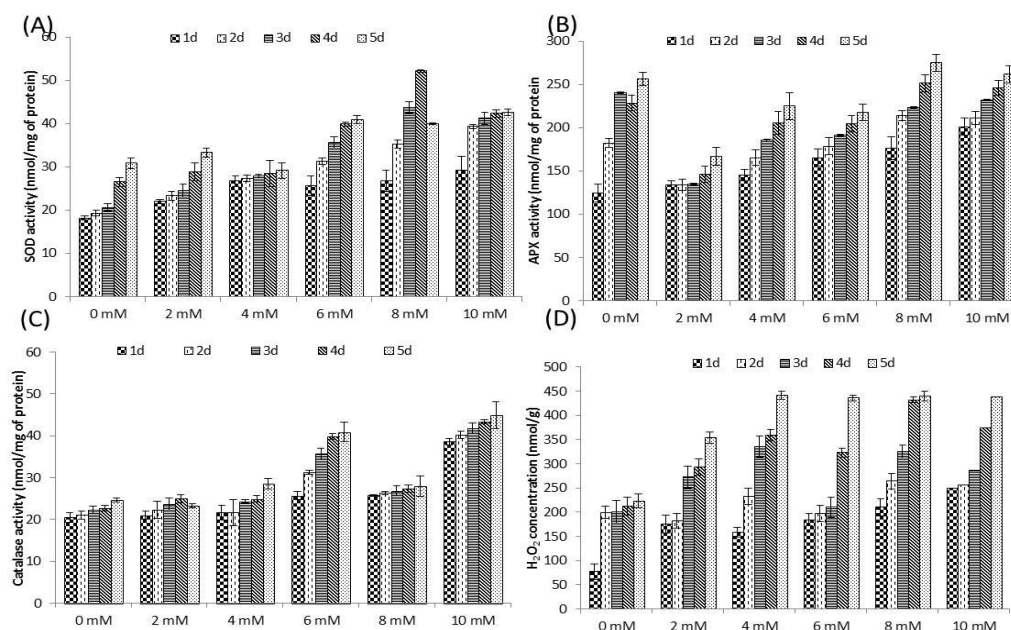 (A)
1d 2d 3d 4d 5d
SOD activity (nmol/mg of protein)
60
50
40
30
20
10
0
0 mM 2 mM 4 mM 6 mM 8 mM 10 mM
(B)
1d 2d 3d 4d 5d
APX activity (nmol/mg of protein)
300
250
200
150
100
50
0
0 mM 2 mM 4 mM 6 mM 8 mM 10 mM
(C)
1d 2d 3d 4d 5d
Catalase activity (nmol/mg of protein)
60
50
40
30
20
10
0
0 mM 2 mM 4 mM 6 mM 8 mM 10 mM
(D)
1d 2d 3d 4d 5d
H₂O₂ concentration (nmol/g)
500
450
400
350
300
250
200
150
100
50
0
0 mM 2 mM 4 mM 6 mM 8 mM 10 mM